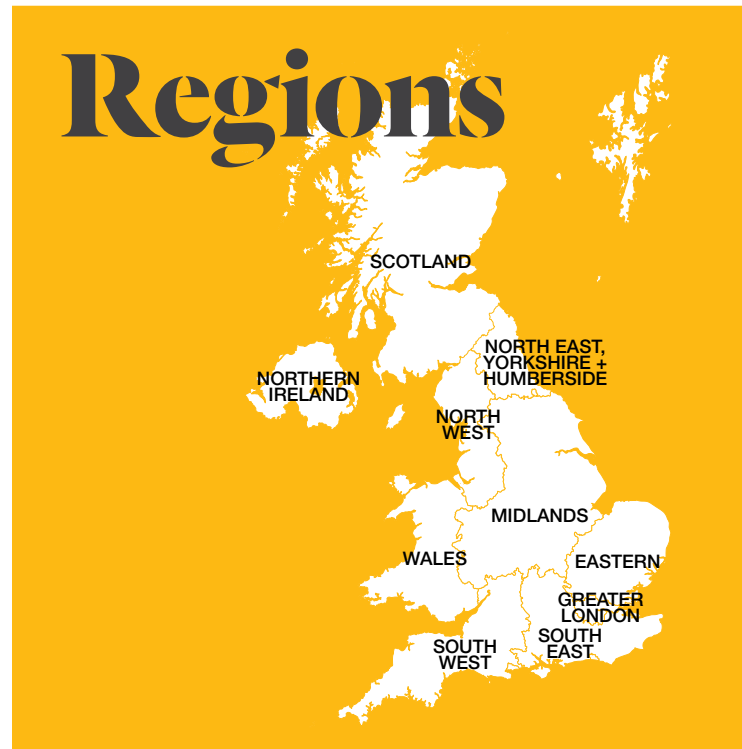 Regions
SCOTLAND
NORTH EAST,
YORKSHIRE +
HUMBERSIDE
NORTHERN
IRELAND
NORTH
WEST
MIDLANDS
WALES
EASTERN
GREATER
LONDON
SOUTH
EAST
SOUTH
WEST